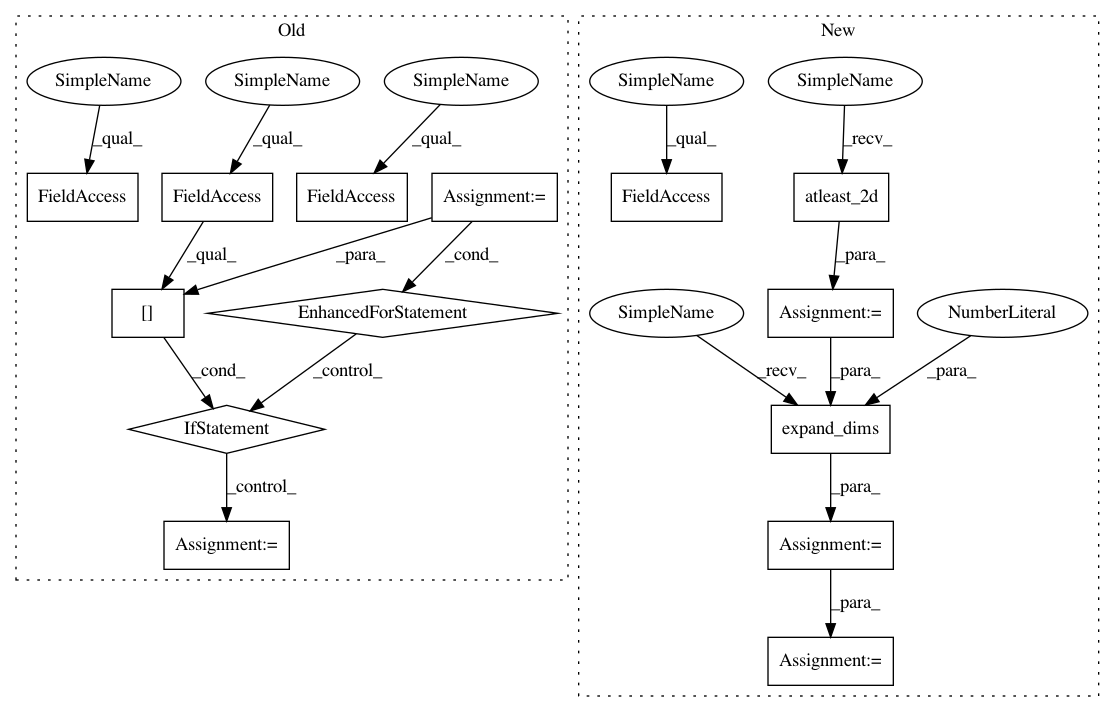 Old
New
SimpleName
SimpleName
SimpleName
SimpleName
SimpleName
_qual_
_qual_
_qual_
_qual_
_recv_
FieldAccess
FieldAccess
FieldAccess
Assignment:=
FieldAccess
atleast_2d
_qual_
_para_
_cond_
_para_
[]
EnhancedForStatement
SimpleName
Assignment:=
NumberLiteral
_cond_
_control_
_recv_
_para_
_para_
IfStatement
expand_dims
_control_
_para_
Assignment:=
Assignment:=
_para_
Assignment:=